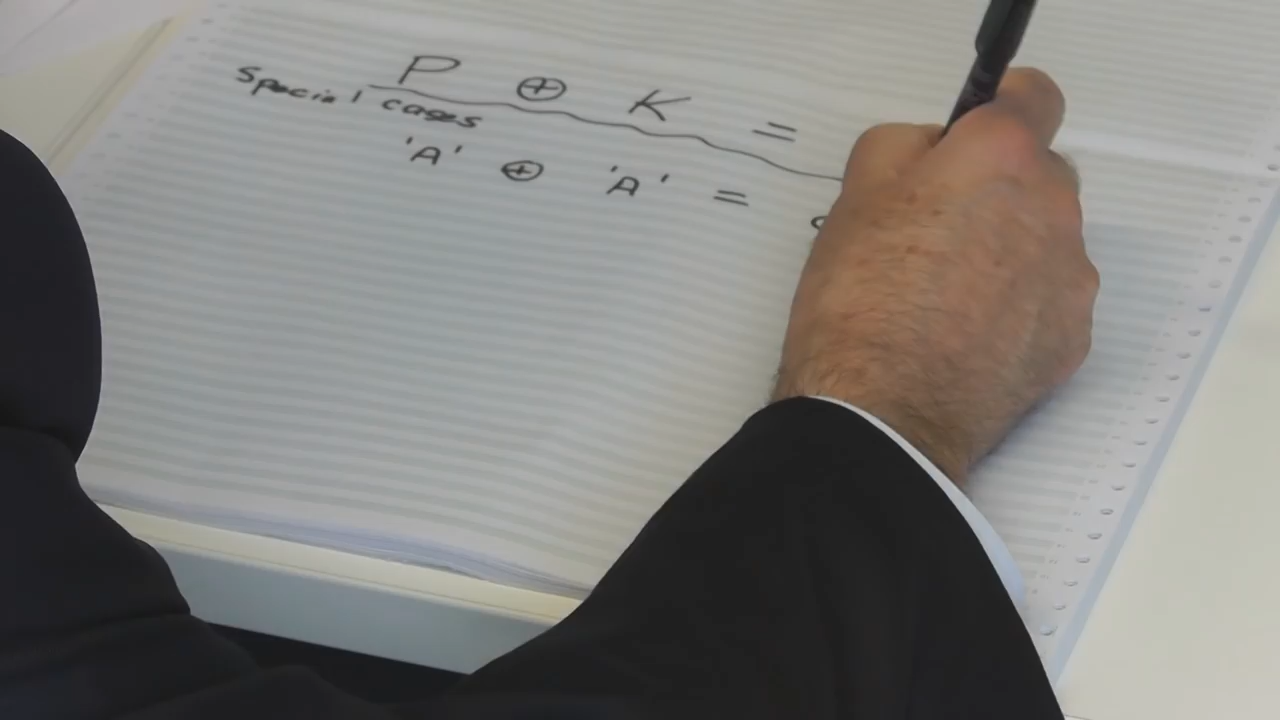 P ⊕ K =
Special cases
'A' ⊕ 'A' =